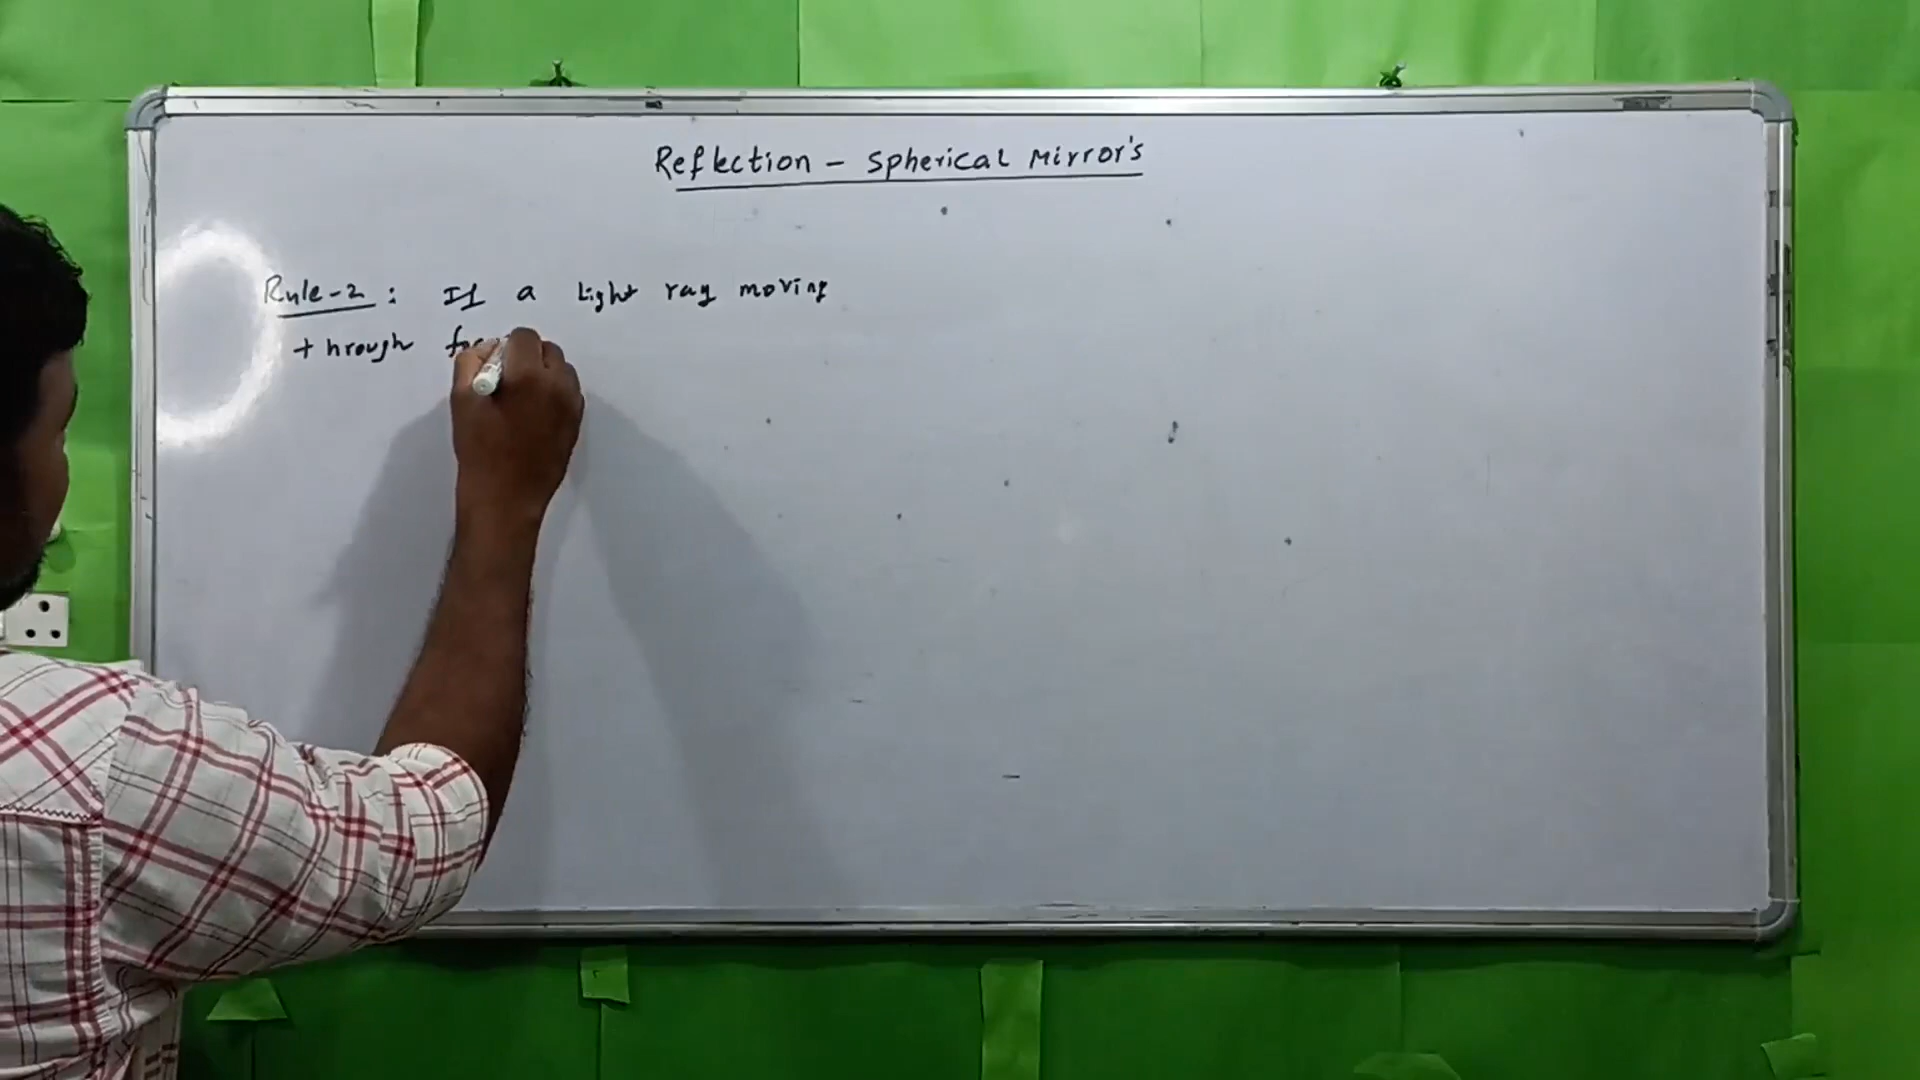 Reflection - Spherical Mirror's
Rule-2 : If a light ray moving
through